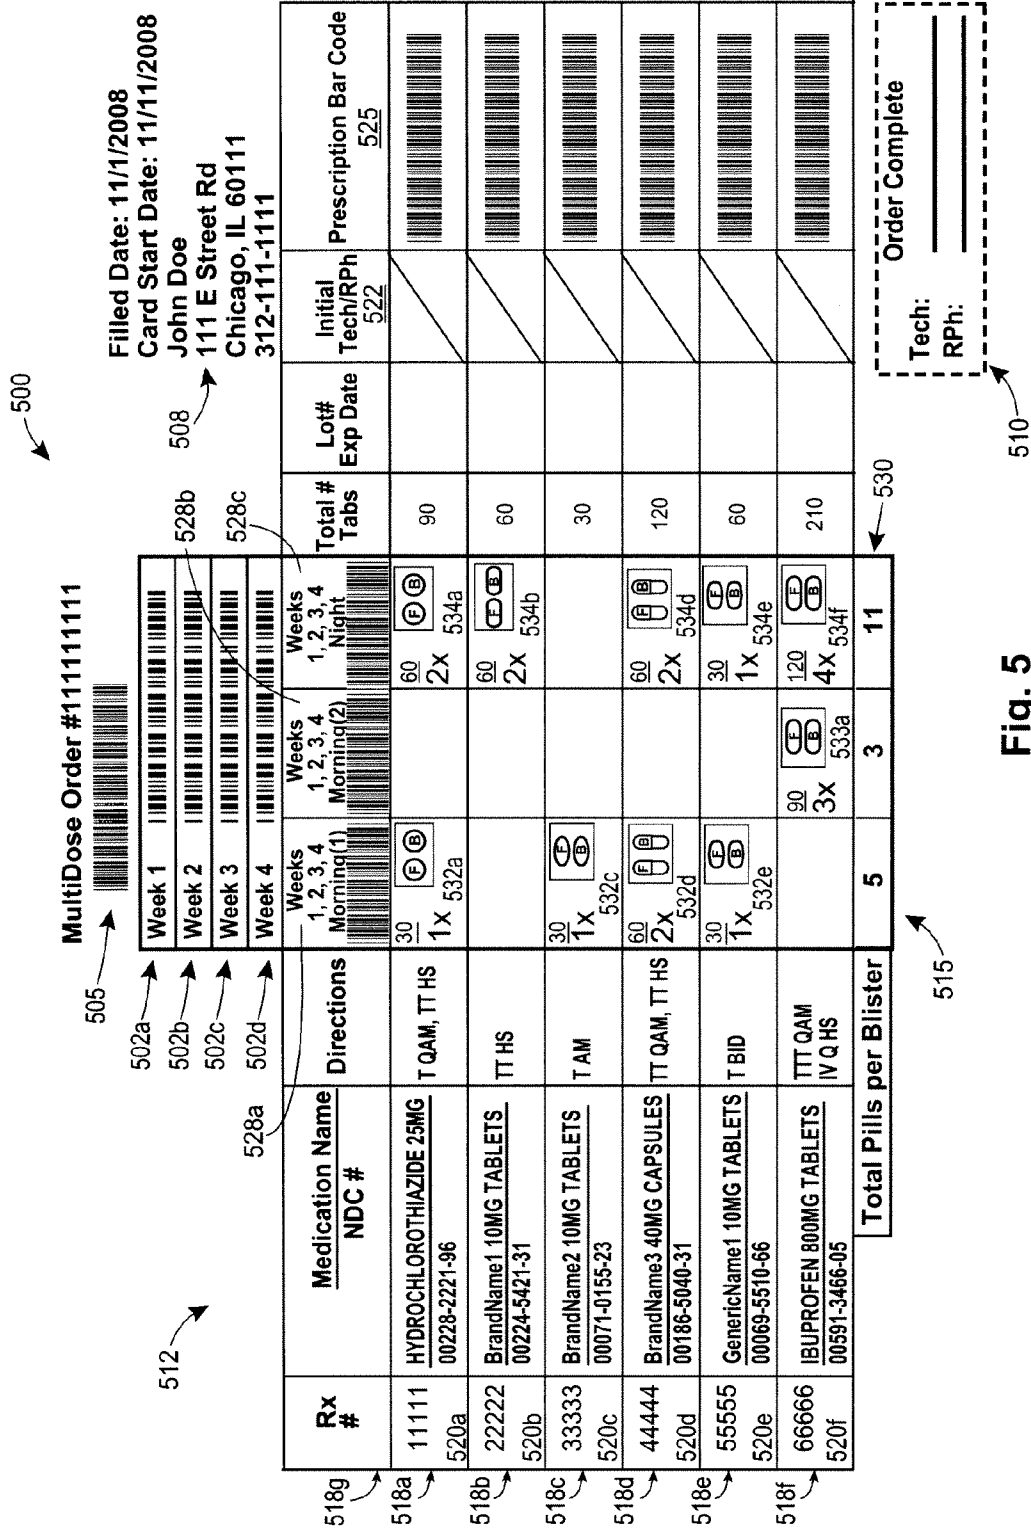 500
MultiDose Order #1111111111
505
Filled Date: 11/1/2008
Card Start Date: 11/11/2008
John Doe
111 E Street Rd
Chicago, IL 60111
312-111-1111
508
502a
Week 1
502b
Week 2
502c
Week 3
502d
Week 4
528a
528b
528c
512
518g
Rx
#
Medication Name
NDC #
Directions
Weeks
1, 2, 3, 4
Morning(1)
Weeks
1, 2, 3, 4
Morning(2)
Weeks
1, 2, 3, 4
Night
Total #
Tabs
Lot#
Exp Date
Initial
Tech/RPh
522
Prescription Bar Code
525
518a
11111
520a
HYDROCHLOROTHIAZIDE 25MG
00228-2221-96
T QAM, TT HS
30
1x
F B
532a
60
2x
F B
534a
90
518b
22222
520b
BrandName1 10MG TABLETS
00224-5421-31
TT HS
60
2x
F B
534b
60
518c
33333
520c
BrandName2 10MG TABLETS
00071-0155-23
T AM
30
1x
F
B
532c
30
518d
44444
520d
BrandName3 40MG CAPSULES
00186-5040-31
TT QAM, TT HS
60
2x
F B
532d
60
2x
F B
534d
120
518e
55555
520e
GenericName1 10MG TABLETS
00069-5510-66
T BID
30
1x
F
B
532e
30
1x
F
B
534e
60
518f
66666
520f
IBUPROFEN 800MG TABLETS
00591-3466-05
TTT QAM
IV Q HS
90
3x
F
B
533a
120
4x
F
B
534f
210
Total Pills per Blister
5
3
11
530
515
510
Order Complete
Tech:
RPh:
Fig. 5